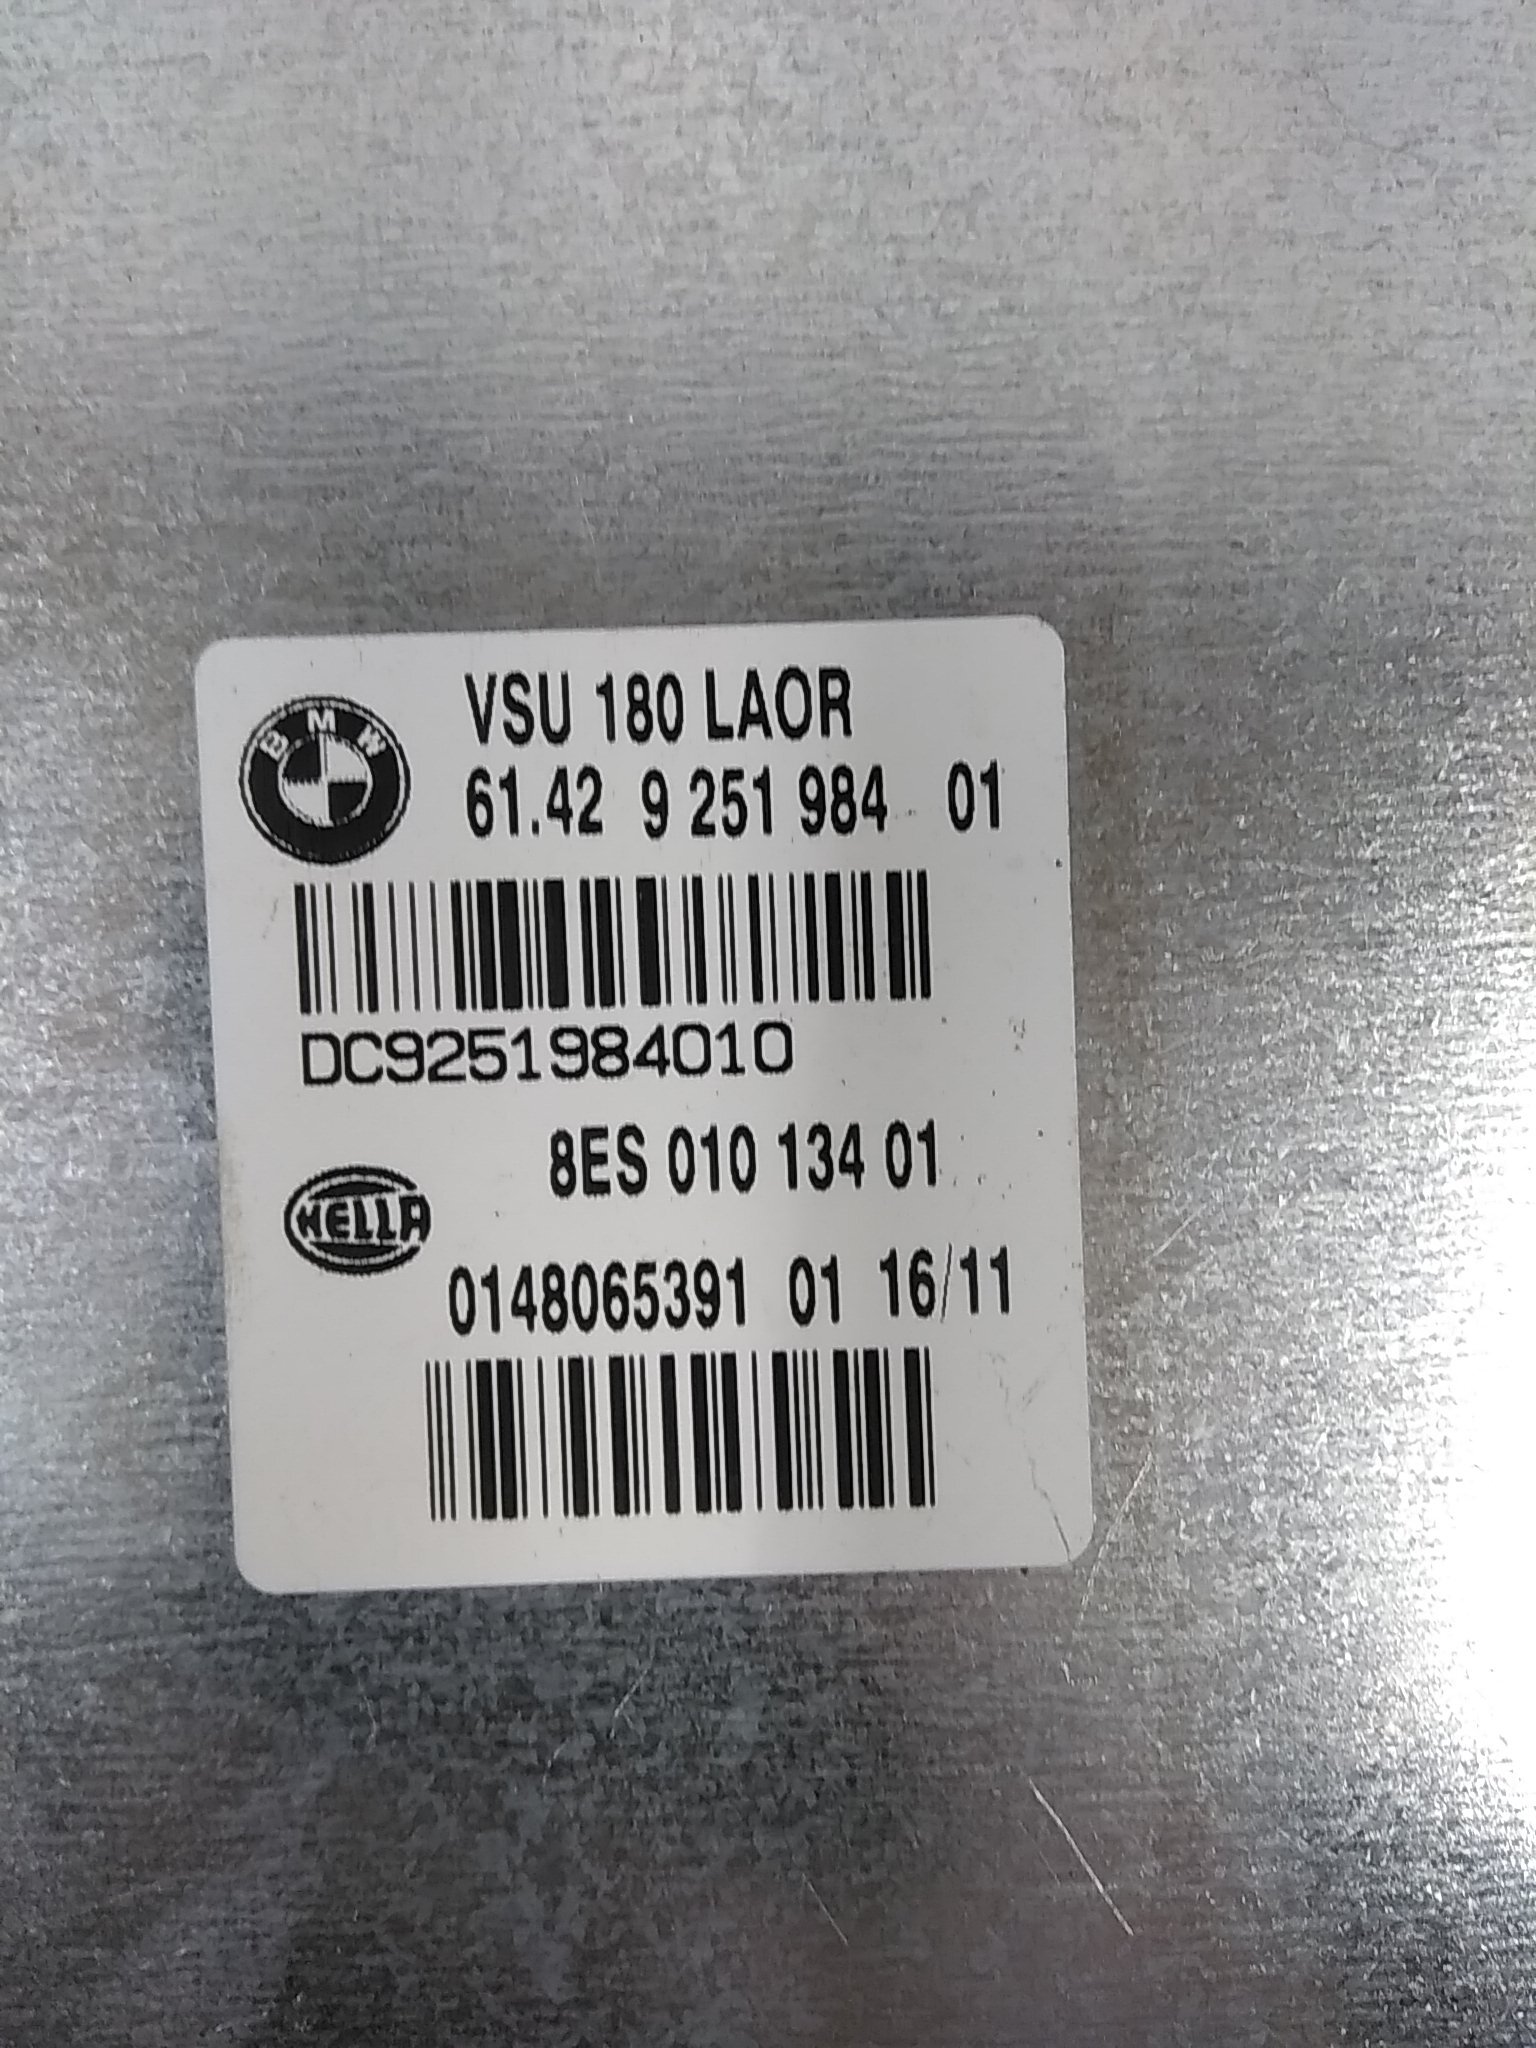 BMW
VSU 180 LAOR
61.42 9 251 984 01
DC9251984010
8ES 010 134 01
HELLA
0148065391 01 16/11